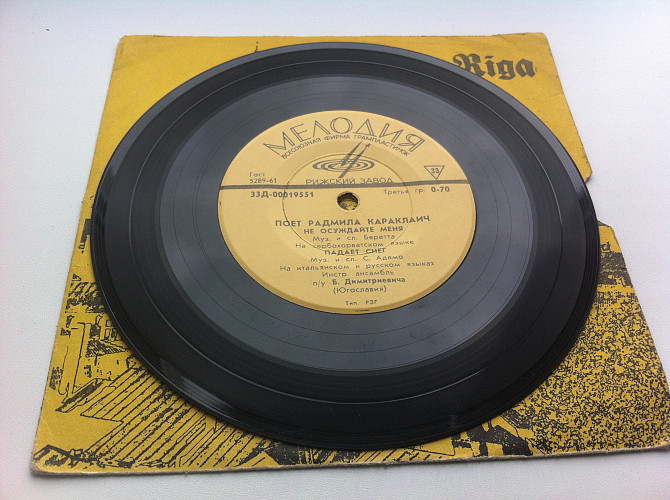 Riga
МЕЛОДИЯ
ВСЕСОЮЗНАЯ ФИРМА ГРАМПЛАСТИНОК
Гост
5289-61
33
РИЖСКИЙ ЗАВОД
33Д-00019551 Третья гр. 0-70
ПОЕТ РАДМИЛА КАРАКЛАИЧ
НЕ ОСУЖДАЙТЕ МЕНЯ
Муз. и сл. Беретта
На сербохорватском языке
ПАДАЕТ СНЕГ
Муз. и сл. С. Адамо
На итальянском и русском языках
Инстр. ансамбль
п/у Б. Димитриевича
(Югославия)
Тип. РЗГ